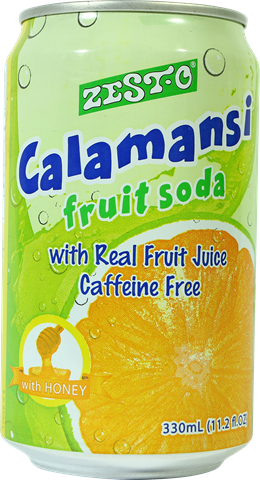 ZEST-O®
Calamansi
fruit soda
with Real Fruit Juice
Caffeine Free
with HONEY
330mL (11.2 fl.OZ)